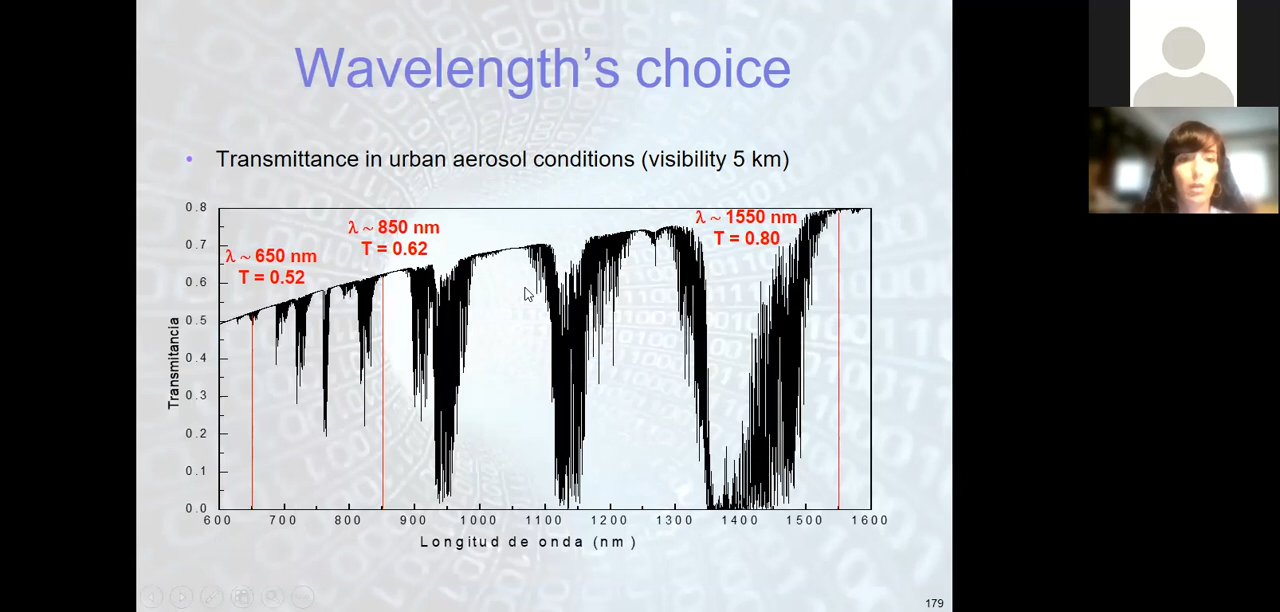 Wavelength's choice
• Transmittance in urban aerosol conditions (visibility 5 km)
λ ~ 650 nm
T = 0.52
λ ~ 850 nm
T = 0.62
λ ~ 1550 nm
T = 0.80
Transmitancia
0.8
0.7
0.6
0.5
0.4
0.3
0.2
0.1
0.0
600 700 800 900 1000 1100 1200 1300 1400 1500 1600
Longitud de onda (nm)
179